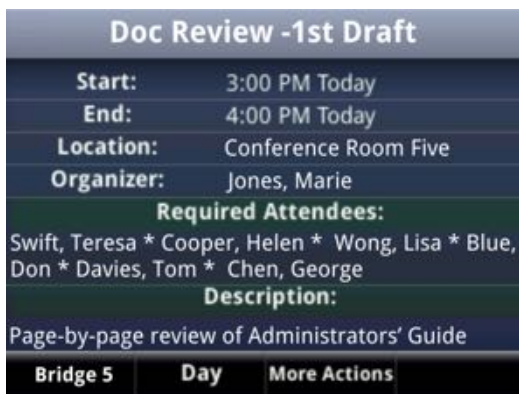 Doc Review -1st Draft
Start: 3:00 PM Today
End: 4:00 PM Today
Location: Conference Room Five
Organizer: Jones, Marie
Required Attendees:
Swift, Teresa * Cooper, Helen * Wong, Lisa * Blue,
Don * Davies, Tom * Chen, George
Description:
Page-by-page review of Administrators’ Guide
Bridge 5 Day More Actions